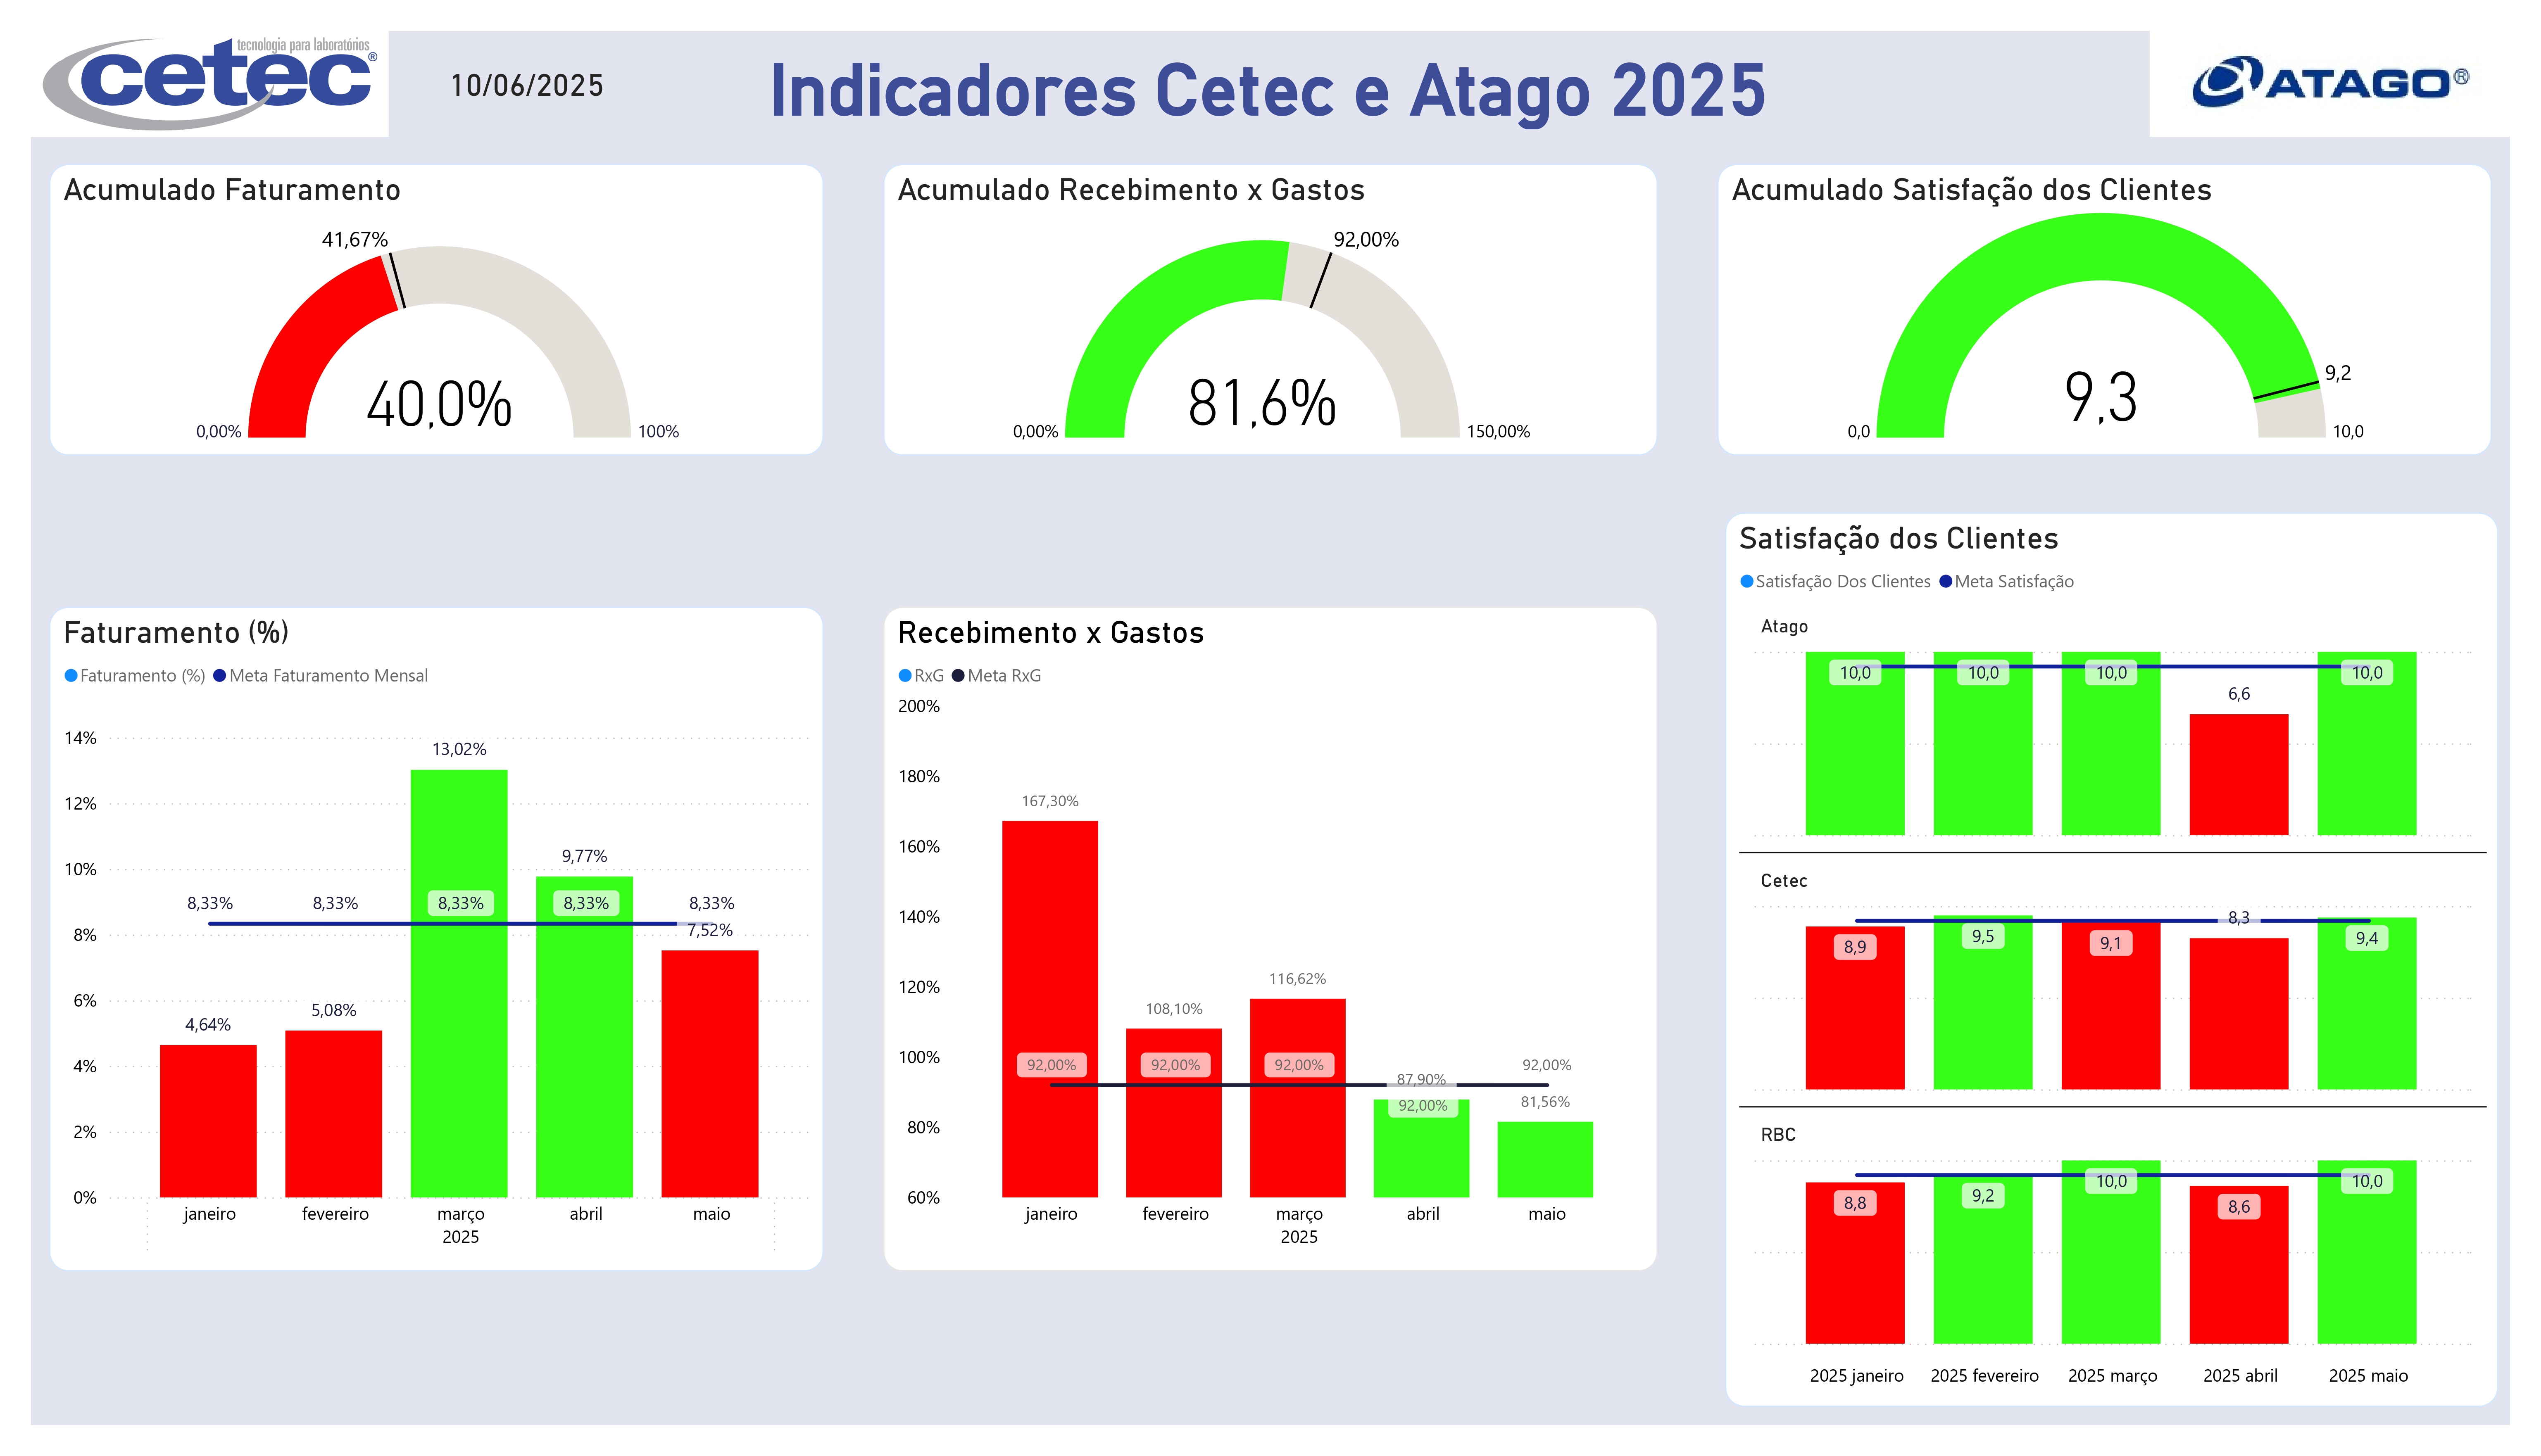 tecnologia para laboratórios
cetec®
10/06/2025
Indicadores Cetec e Atago 2025
ATAGO®
Acumulado Faturamento
41,67%
40,0%
0,00%
100%
Acumulado Recebimento x Gastos
92,00%
81,6%
0,00%
150,00%
Acumulado Satisfação dos Clientes
9,2
9,3
0,0
10,0
Faturamento (%)
Faturamento (%) Meta Faturamento Mensal
14%
12%
10%
8%
6%
4%
2%
0%
13,02%
9,77%
8,33% 8,33% 8,33% 8,33% 8,33%
7,52%
5,08%
4,64%
janeiro fevereiro março abril maio
2025
Recebimento x Gastos
RxG Meta RxG
200%
180%
160%
140%
120%
100%
80%
60%
167,30%
116,62%
108,10%
92,00% 92,00% 92,00% 92,00%
87,90%
92,00%
81,56%
janeiro fevereiro março abril maio
2025
Satisfação dos Clientes
Satisfação Dos Clientes Meta Satisfação
Atago
10,0 10,0 10,0 6,6 10,0
Cetec
8,9 9,5 9,1 8,3 9,4
RBC
8,8 9,2 10,0 8,6 10,0
2025 janeiro 2025 fevereiro 2025 março 2025 abril 2025 maio